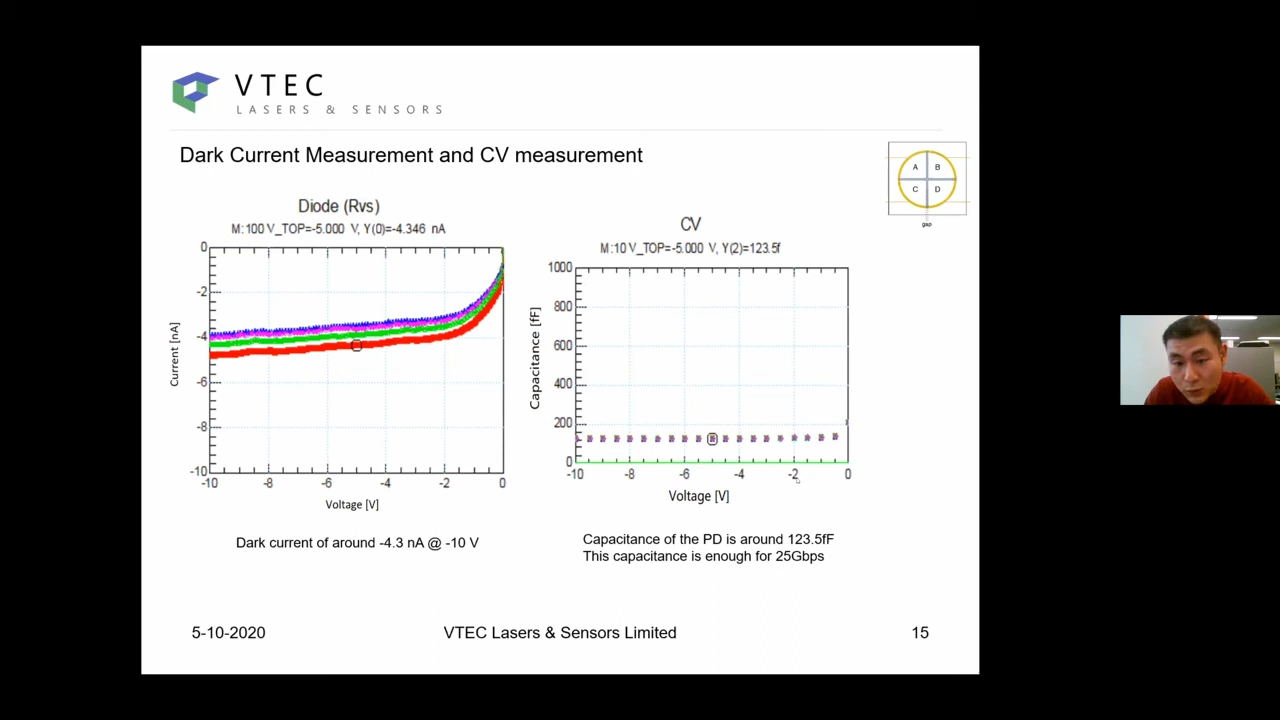 VTEC
LASERS & SENSORS
Dark Current Measurement and CV measurement
A B
C D
gap
Diode (Rvs)
M:100 V_TOP=-5.000 V, Y(0)=-4.346 nA
0
-2
-4
-6
-8
-10
Current [nA]
-10 -8 -6 -4 -2 0
Voltage [V]
Dark current of around -4.3 nA @ -10 V
CV
M:10 V_TOP=-5.000 V, Y(2)=123.5f
1000
800
600
400
200
0
Capacitance [fF]
-10 -8 -6 -4 -2 0
Voltage [V]
Capacitance of the PD is around 123.5fF
This capacitance is enough for 25Gbps
5-10-2020
VTEC Lasers & Sensors Limited
15